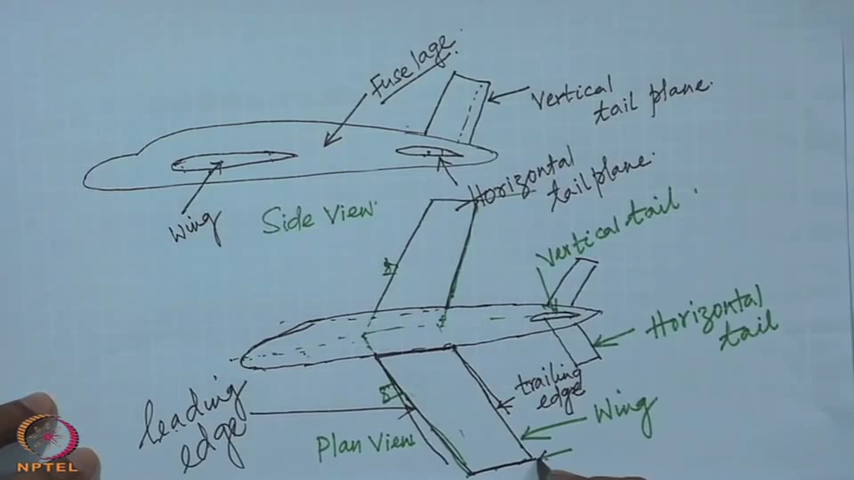 Fuselage.
Vertical
tail plane.
Horizontal
tail plane.
Wing
Side View
Vertical tail.
Horizontal
tail
trailing
edge
leading
edge
Wing
Plan View
NPTEL